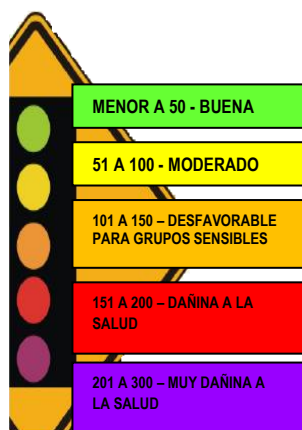 MENOR A 50 - BUENA
51 A 100 - MODERADO
101 A 150 – DESFAVORABLE
PARA GRUPOS SENSIBLES
151 A 200 – DAÑINA A LA
SALUD
201 A 300 – MUY DAÑINA A
LA SALUD